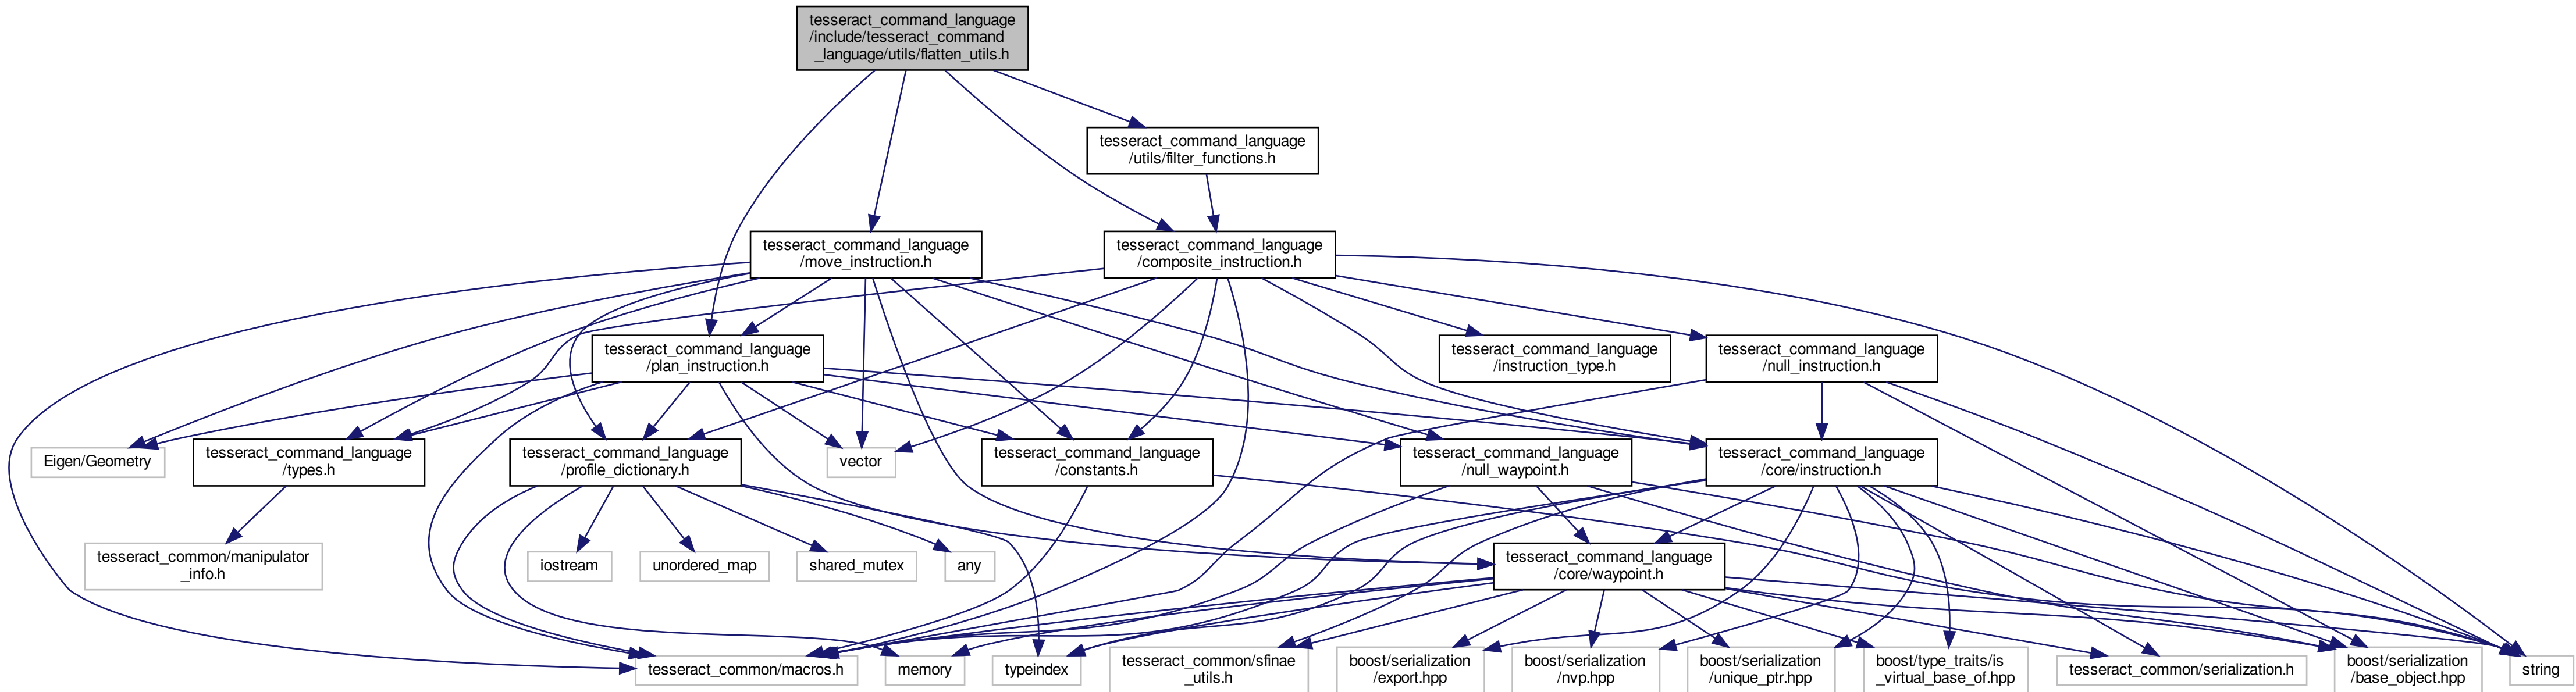 tesseract_command_language
/include/tesseract_command
_language/utils/flatten_utils.h
tesseract_command_language
/utils/filter_functions.h
tesseract_command_language
/move_instruction.h
tesseract_command_language
/composite_instruction.h
tesseract_command_language
/plan_instruction.h
tesseract_command_language
/instruction_type.h
tesseract_command_language
/null_instruction.h
Eigen/Geometry
tesseract_command_language
/types.h
tesseract_command_language
/profile_dictionary.h
vector
tesseract_command_language
/constants.h
tesseract_command_language
/null_waypoint.h
tesseract_command_language
/core/instruction.h
tesseract_common/manipulator
_info.h
iostream
unordered_map
shared_mutex
any
tesseract_command_language
/core/waypoint.h
tesseract_common/macros.h
memory
typeindex
tesseract_common/sfinae
_utils.h
boost/serialization
/export.hpp
boost/serialization
/nvp.hpp
boost/serialization
/unique_ptr.hpp
boost/type_traits/is
_virtual_base_of.hpp
tesseract_common/serialization.h
boost/serialization
/base_object.hpp
string